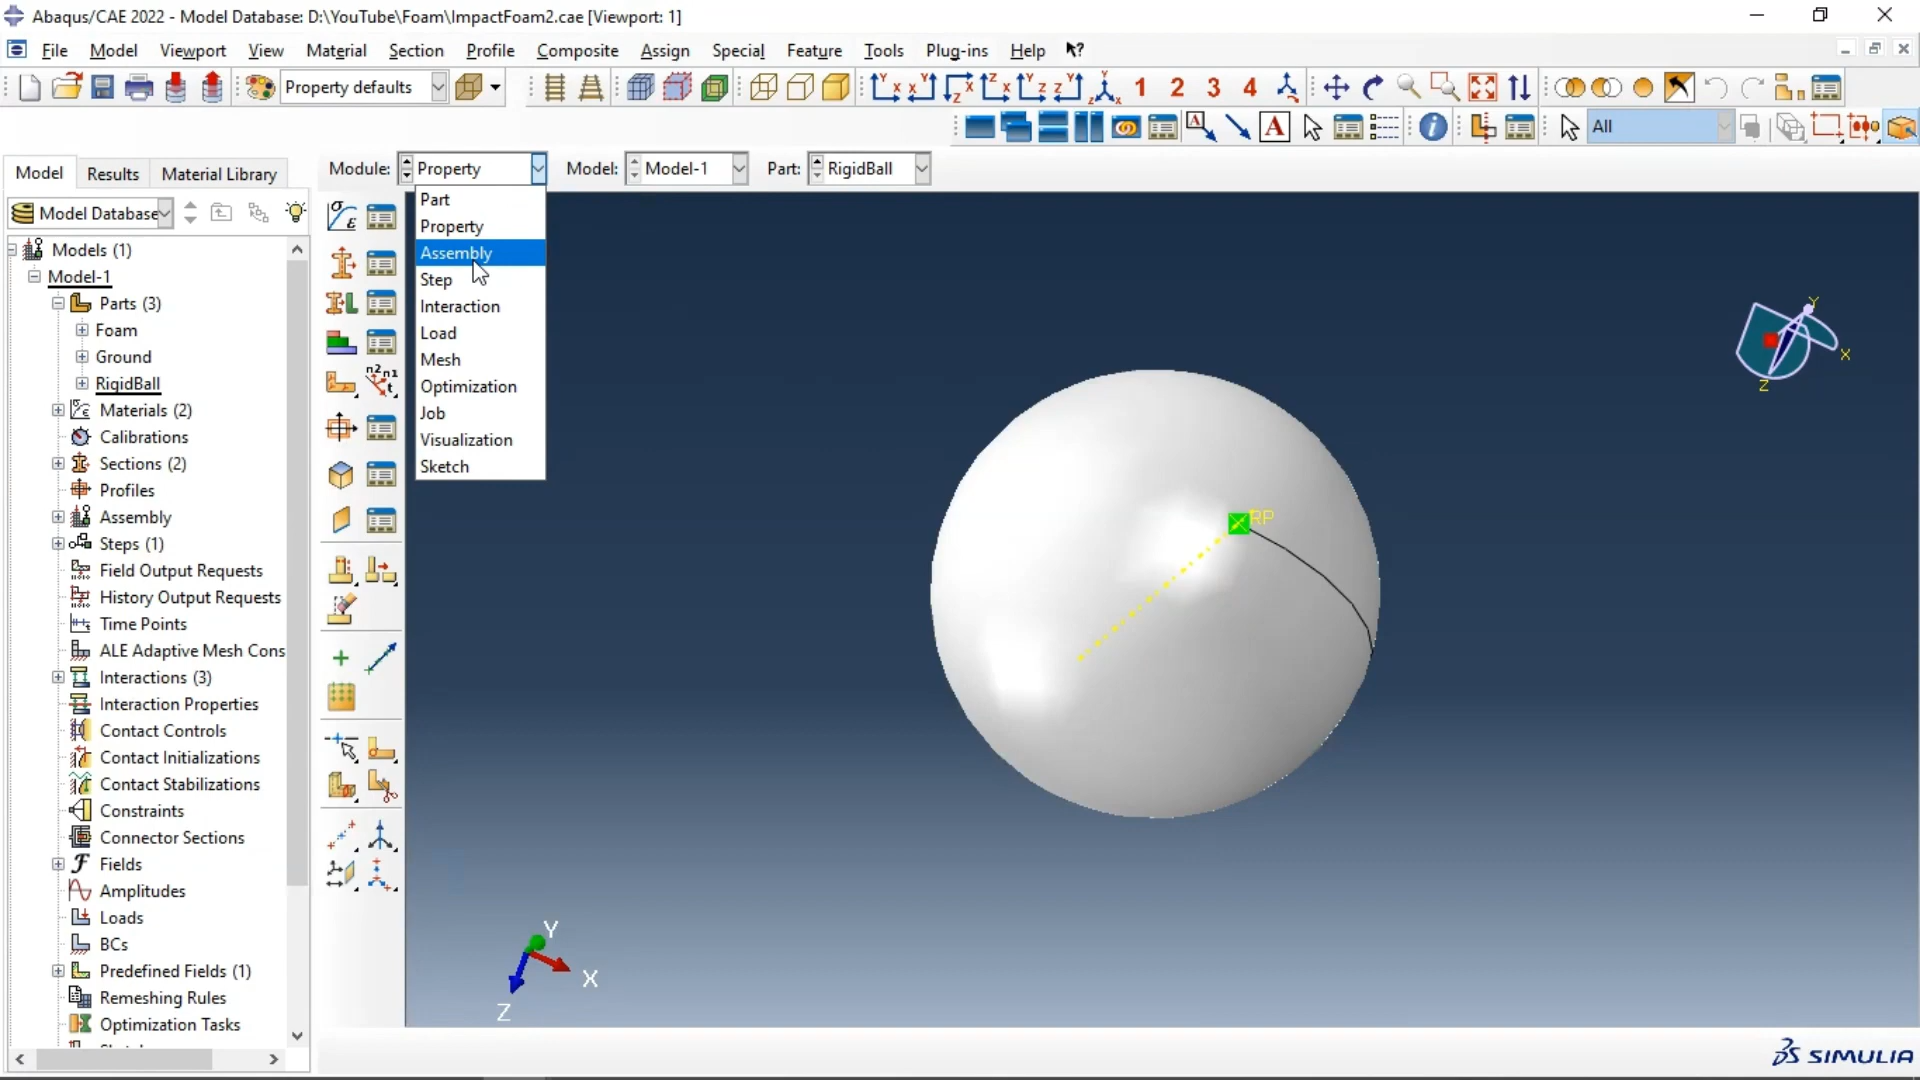 Abaqus/CAE 2022 - Model Database: D:\YouTube\Foam\ImpactFoam2.cae [Viewport: 1]
File Model Viewport View Material Section Profile Composite Assign Special Feature Tools Plug-ins Help
Property defaults
1 2 3 4
All
Model Results Material Library
Module: Property Model: Model-1 Part: RigidBall
Model Database
Part
Property
Assembly
Step
Interaction
Load
Mesh
Optimization
Job
Visualization
Sketch
Models (1)
Model-1
Parts (3)
Foam
Ground
RigidBall
Materials (2)
Calibrations
Sections (2)
Profiles
Assembly
Steps (1)
Field Output Requests
History Output Requests
Time Points
ALE Adaptive Mesh Cons
Interactions (3)
Interaction Properties
Contact Controls
Contact Initializations
Contact Stabilizations
Constraints
Connector Sections
Fields
Amplitudes
Loads
BCs
Predefined Fields (1)
Remeshing Rules
Optimization Tasks
RP
Y
X
Z
Y
X
Z
SIMULIA